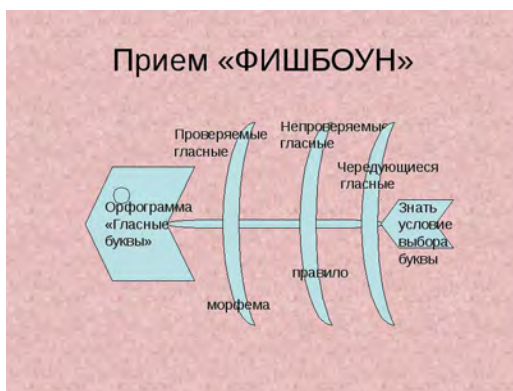 Прием «ФИШБОУН»
Проверяемые
гласные
Непроверяемые
гласные
Чередующиеся
гласные
Орфограмма
«Гласные
буквы»
Знать
условие
выбора
буквы
морфема
правило